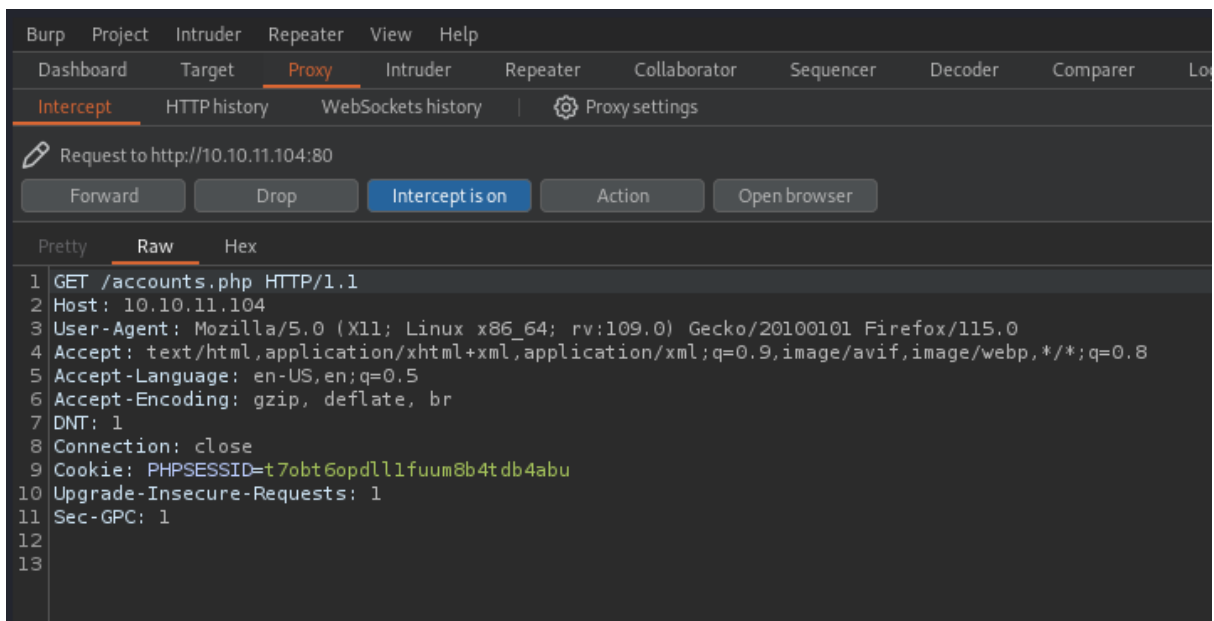 Burp Project Intruder Repeater View Help
Dashboard Target Proxy Intruder Repeater Collaborator Sequencer Decoder Comparer
Intercept HTTP history WebSockets history Proxy settings
Request to http://10.10.11.104:80
Forward Drop Intercept is on Action Open browser
Pretty Raw Hex
1 GET /accounts.php HTTP/1.1
2 Host: 10.10.11.104
3 User-Agent: Mozilla/5.0 (X11; Linux x86_64; rv:109.0) Gecko/20100101 Firefox/115.0
4 Accept: text/html,application/xhtml+xml,application/xml;q=0.9,image/avif,image/webp,*/*;q=0.8
5 Accept-Language: en-US,en;q=0.5
6 Accept-Encoding: gzip, deflate, br
7 DNT: 1
8 Connection: close
9 Cookie: PHPSESSID=t7obt6opdll1fuum8b4tdb4abu
10 Upgrade-Insecure-Requests: 1
11 Sec-GPC: 1
12
13